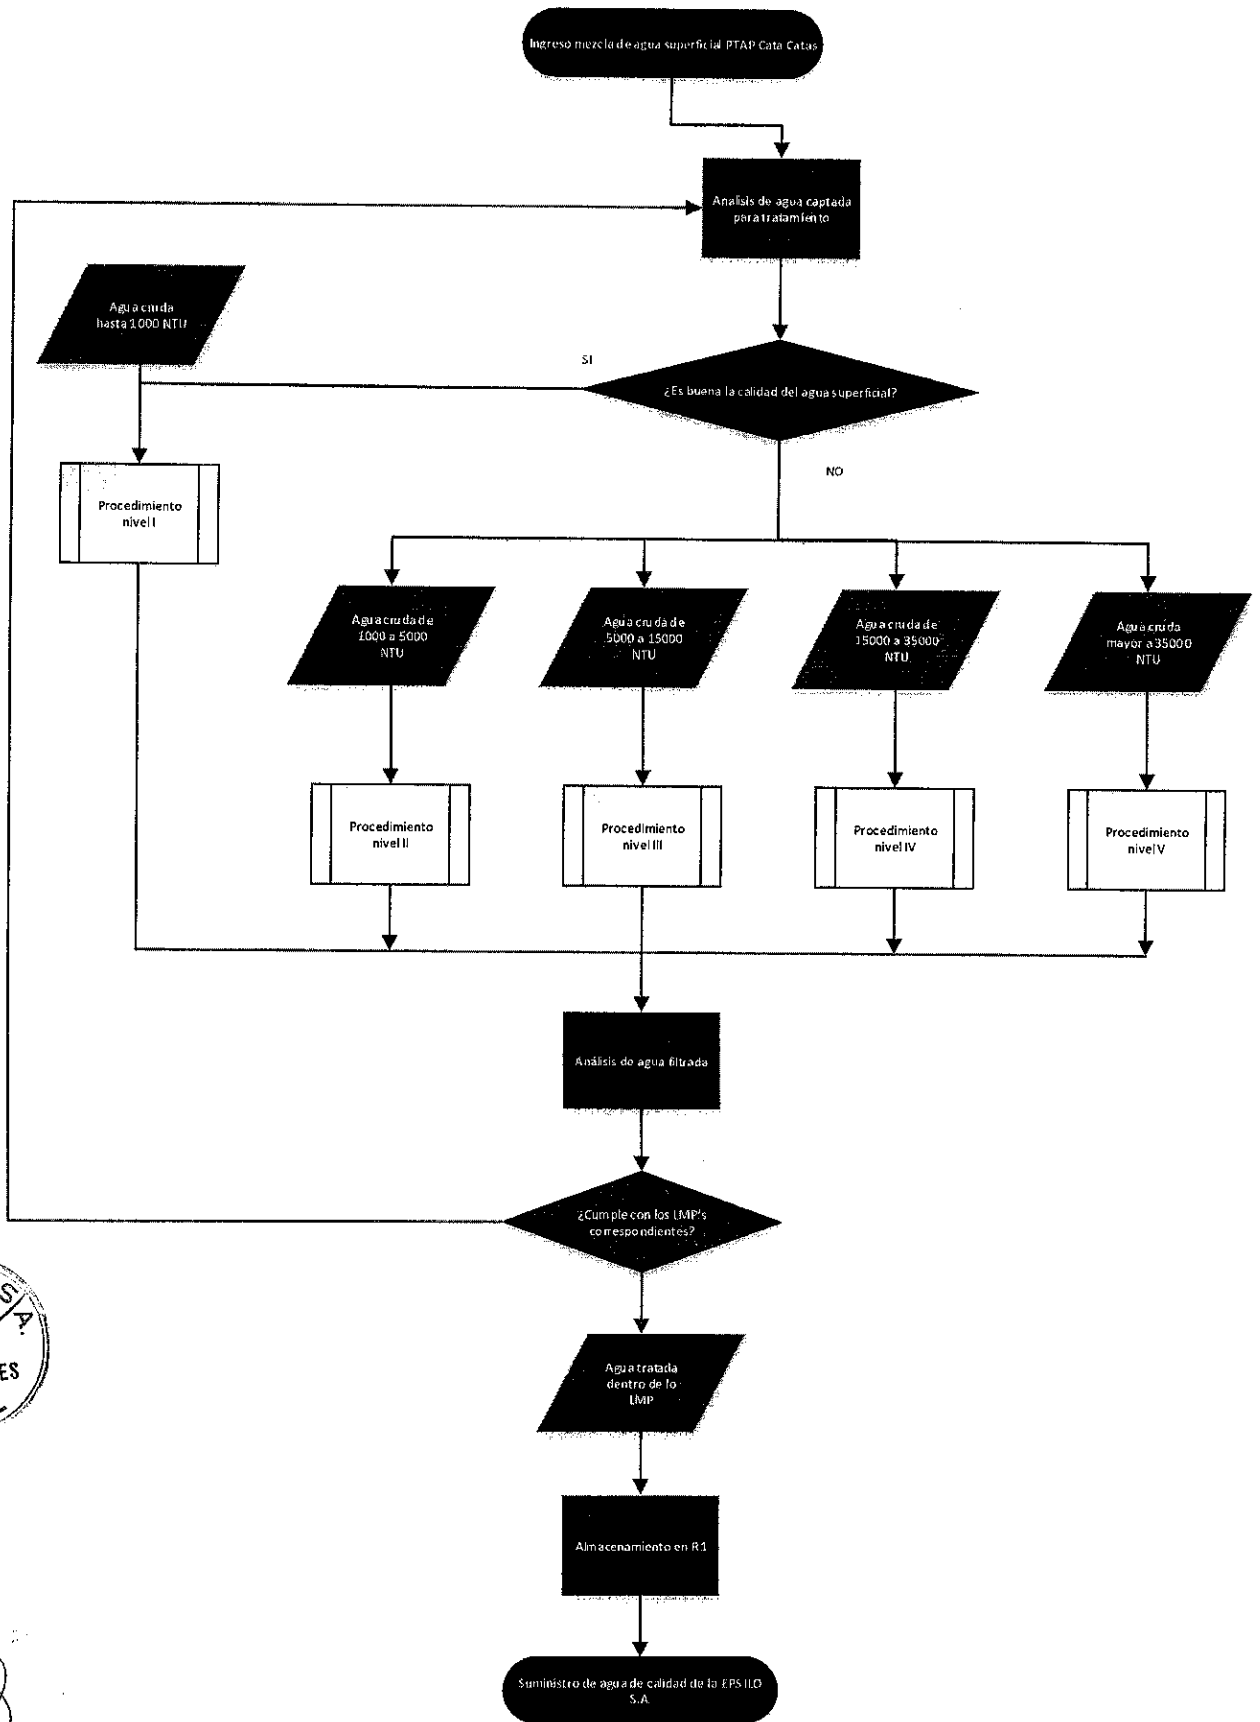 Ingreso mezcla de agua superficial PTAP Cata Catas
Analisis de agua captada
para tratamiento
Agua cruda
hasta 1000 NTU
SI
¿Es buena la calidad del agua superficial?
NO
Procedimiento
nivel I
Agua cruda de
1000 a 5000
NTU
Agua cruda de
5000 a 15000
NTU
Agua cruda de
15000 a 35000
NTU
Agua cruda
mayor a 35000
NTU
Procedimiento
nivel II
Procedimiento
nivel III
Procedimiento
nivel IV
Procedimiento
nivel V
Análisis de agua filtrada
¿Cumple con los LMP's
correspondientes?
S/A.
ES
Agua tratada
dentro de lo
LMP
Almacenamiento en R1
Suministro de agua de calidad de la EPS ILO
S.A.